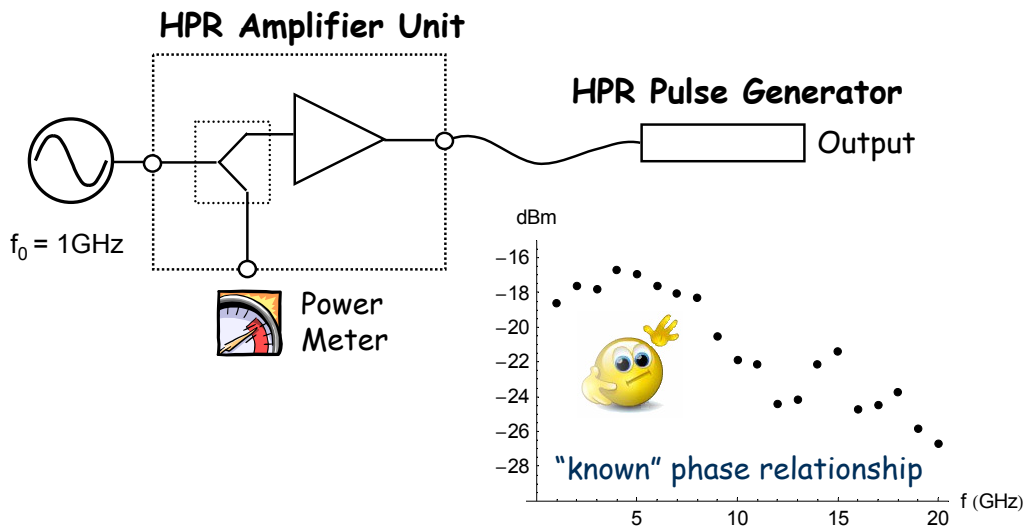 HPR Amplifier Unit
HPR Pulse Generator
Output
f₀ = 1GHz
Power
Meter
dBm
−16
−18
−20
−22
−24
−26
−28
"known" phase relationship
5
10
15
20
f (GHz)